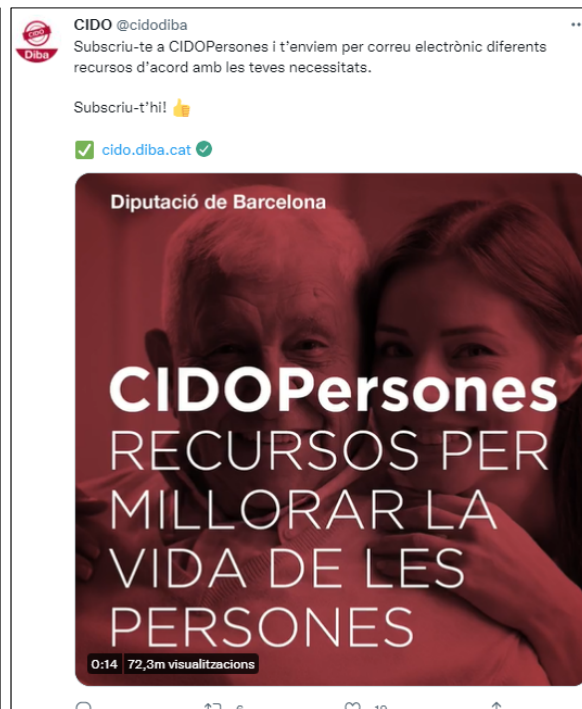 CIDO @cidodiba
Subscriu-te a CIDOPersones i t'enviem per correu electrònic diferents
recursos d'acord amb les teves necessitats.
Subscriu-t'hi! 👍
✅ cido.diba.cat
CIDO
Diba
Diputació de Barcelona
CIDOPersones
RECURSOS PER
MILLORAR LA
VIDA DE LES
PERSONES
0:14 72,3m visualitzacions